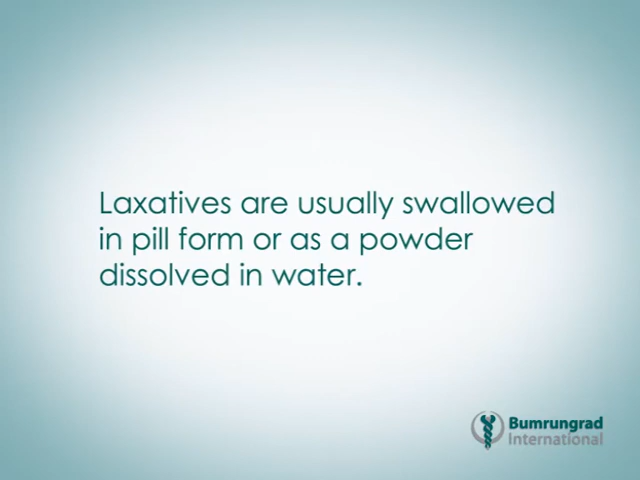 Laxatives are usually swallowed
in pill form or as a powder
dissolved in water.
Bumrungrad
International